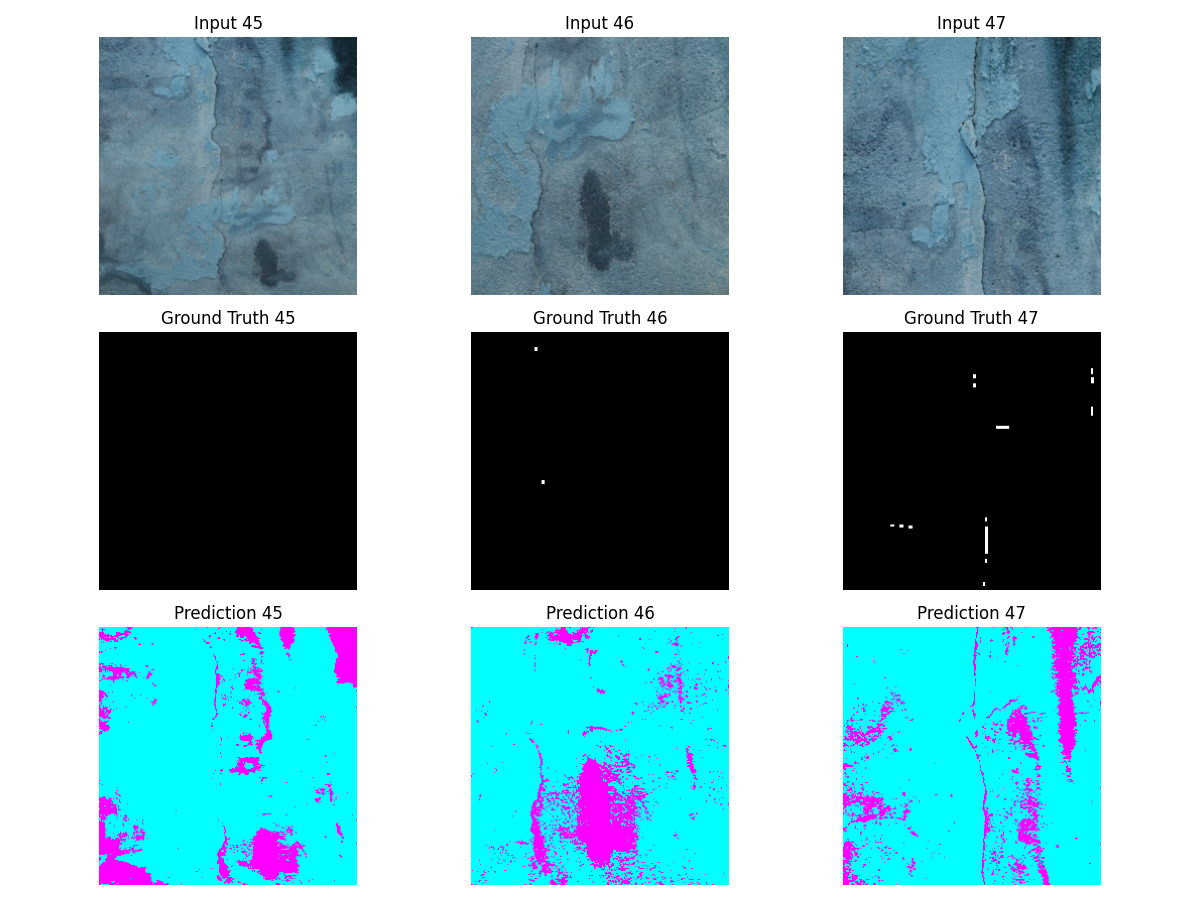 Input 45
Input 46
Input 47
Ground Truth 45
Ground Truth 46
Ground Truth 47
Prediction 45
Prediction 46
Prediction 47